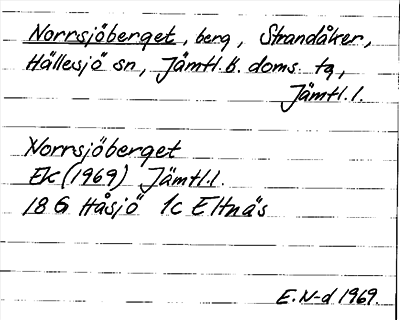 Norrsjöberget, berg, Strandåker,
Hällesjö sn, Jämtl. v. doms. tg,
Jämtl. l.
Norrsjöberget
EK (1969) Jämtl. l.
18 G Håsjö 1c Eltnäs
E. N-d 1969.